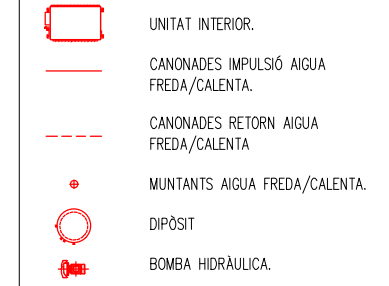 UNITAT INTERIOR.
CANONADES IMPULSIÓ AIGUA
FREDA/CALENTA.
CANONADES RETORN AIGUA
FREDA/CALENTA
MUNTANTS AIGUA FREDA/CALENTA.
DIPÒSIT
BOMBA HIDRÀULICA.